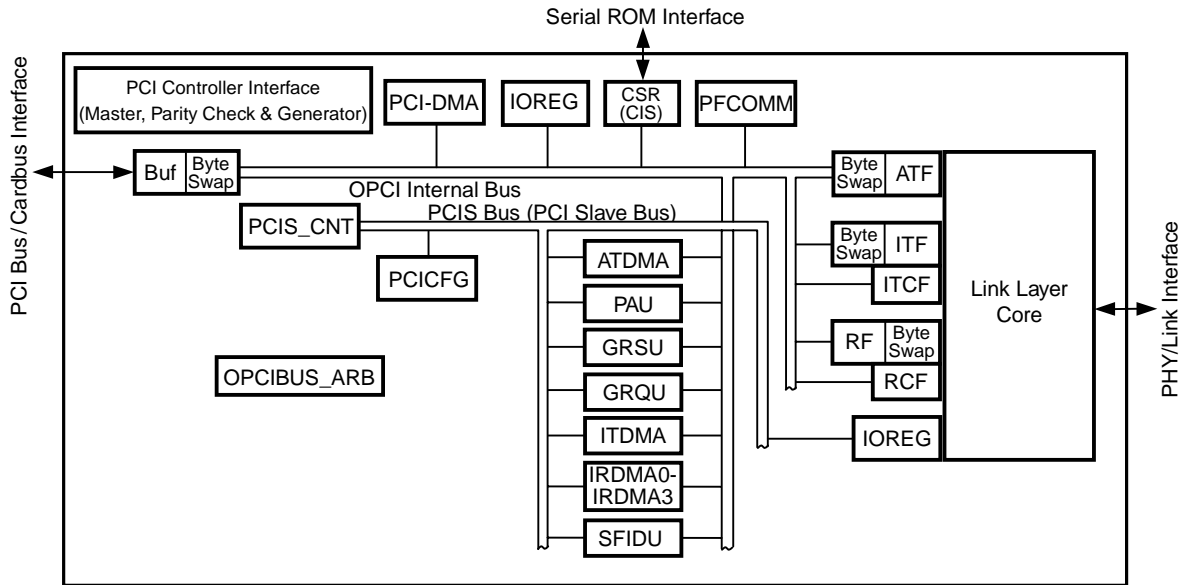 Serial ROM Interface
PCI Bus / Cardbus Interface
PCI Controller Interface
(Master, Parity Check & Generator)
PCI-DMA
IOREG
CSR
(CIS)
PFCOMM
Buf
Byte
Swap
OPCI Internal Bus
PCIS Bus (PCI Slave Bus)
PCIS_CNT
PCICFG
OPCIBUS_ARB
ATDMA
PAU
GRSU
GRQU
ITDMA
IRDMA0-
IRDMA3
SFIDU
Byte
Swap
ATF
Byte
Swap
ITF
ITCF
RF
Byte
Swap
RCF
IOREG
Link Layer
Core
PHY/Link Interface